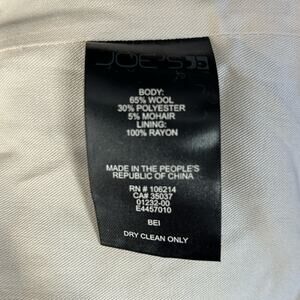 JOE'S
BODY:
65% WOOL
30% POLYESTER
5% MOHAIR
LINING:
100% RAYON
MADE IN THE PEOPLE'S
REPUBLIC OF CHINA
RN # 106214
CA# 35037
01232-00
E4457010
BEI
DRY CLEAN ONLY